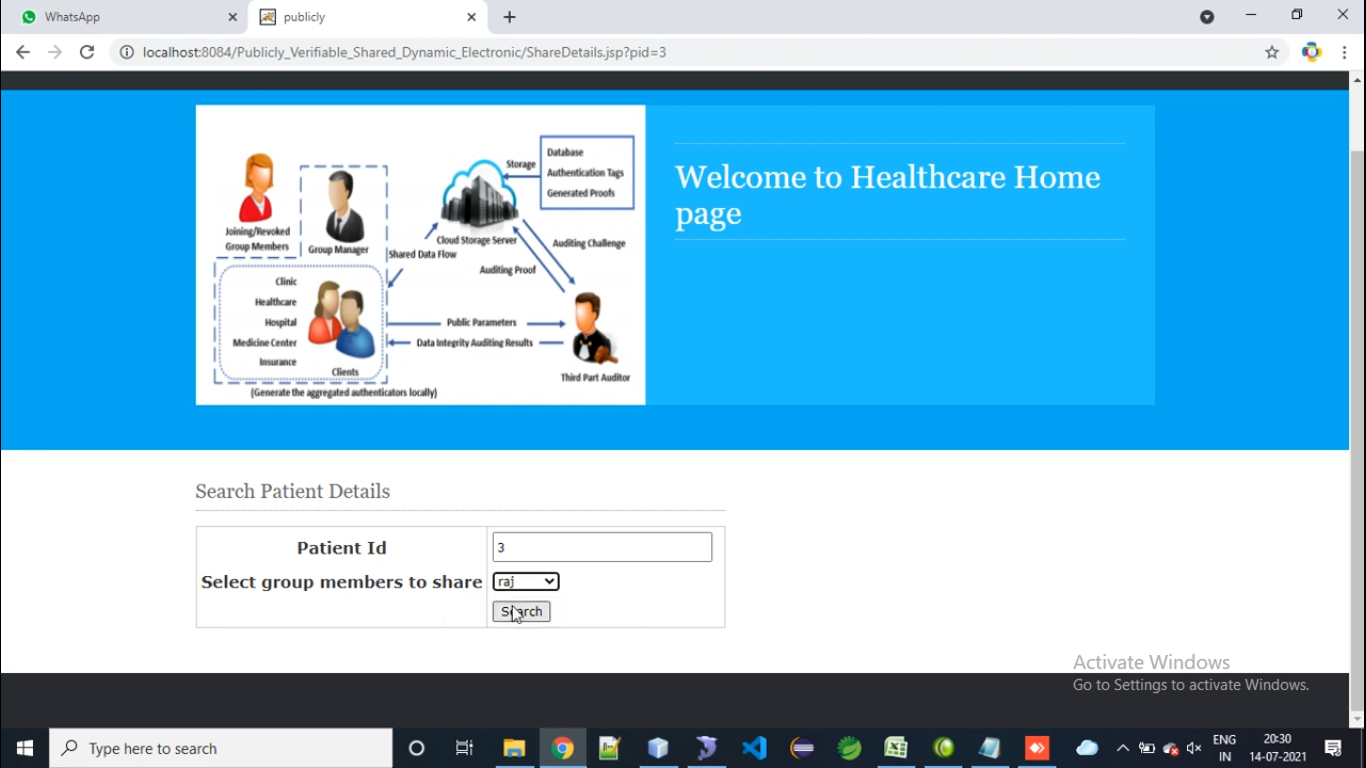 WhatsApp
publicly
localhost:8084/Publicly_Verifiable_Shared_Dynamic_Electronic/ShareDetails.jsp?pid=3
Joining/Revoked
Group Members
Group Manager
Storage
Database
Authentication Tags
Generated Proofs
Cloud Storage Server
Shared Data Flow
Auditing Challenge
Auditing Proof
Clinic
Healthcare
Hospital
Medicine Center
Insurance
Clients
Public Parameters
Data Integrity Auditing Results
Third Part Auditor
(Generate the aggregated authenticators locally)
Welcome to Healthcare Home
page
Search Patient Details
Patient Id
3
Select group members to share
raj
Search
Activate Windows
Go to Settings to activate Windows.
Type here to search
ENG
IN
20:30
14-07-2021